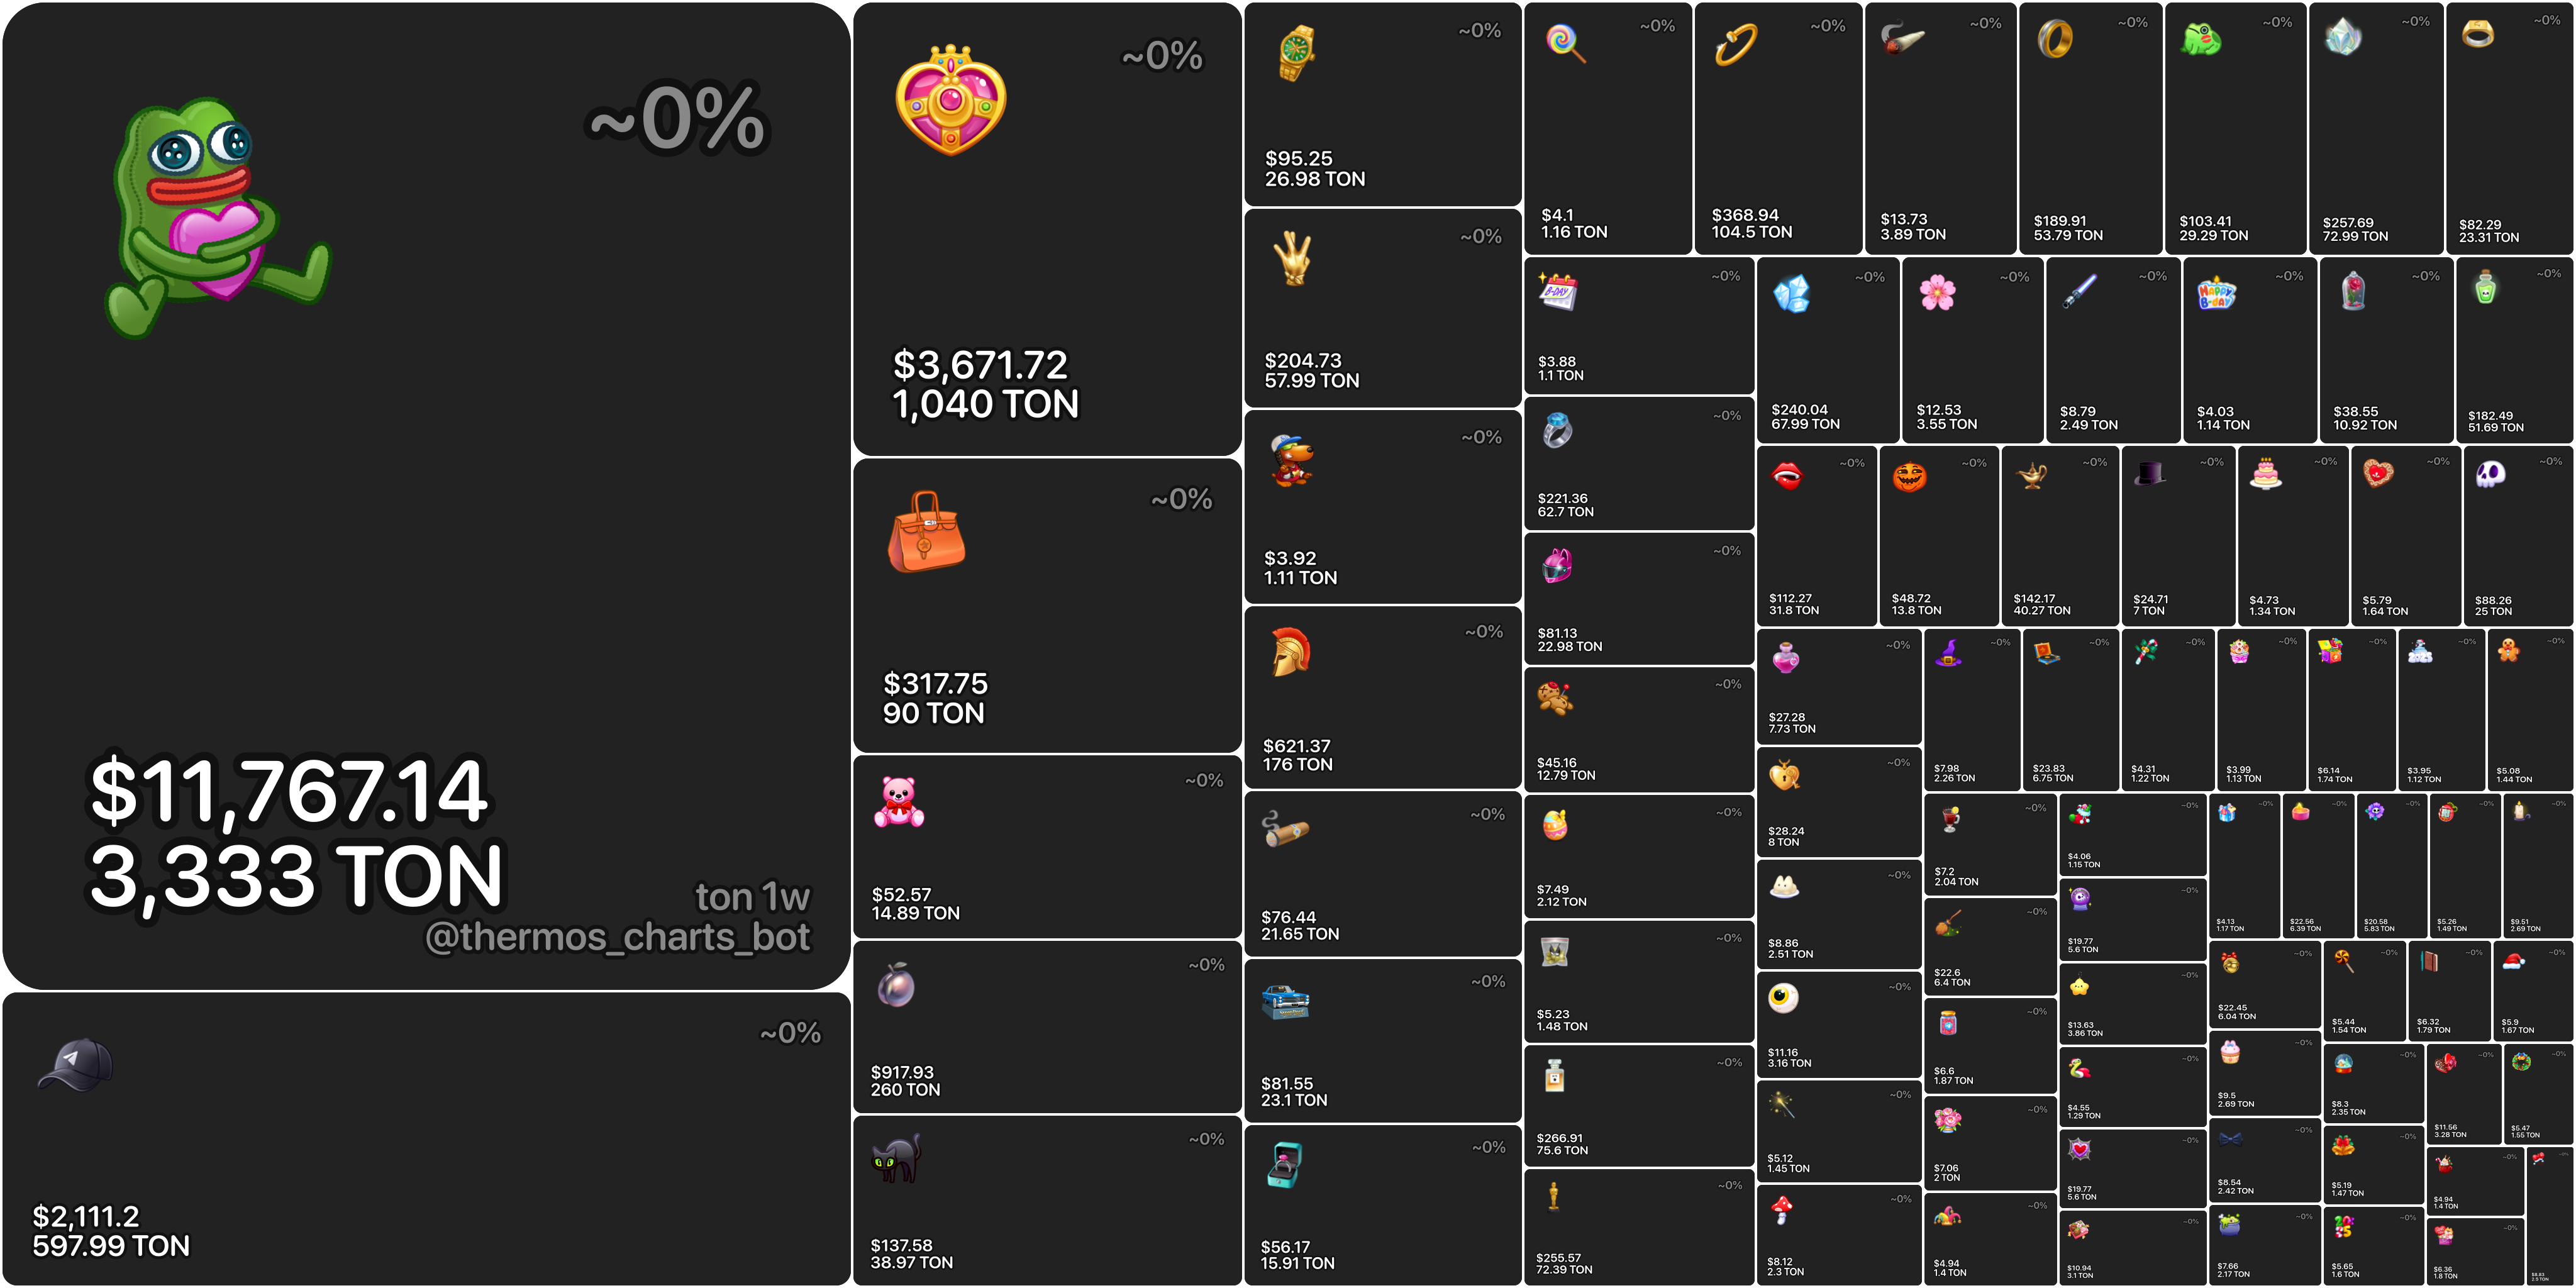 ~0%
$11,767.14
3,333 TON
ton 1w
@thermos_charts_bot
~0%
$2,111.2
597.99 TON
~0%
$3,671.72
1,040 TON
~0%
$317.75
90 TON
~0%
$52.57
14.89 TON
~0%
$917.93
260 TON
~0%
$137.58
38.97 TON
~0%
$95.25
26.98 TON
~0%
$204.73
57.99 TON
~0%
$3.92
1.11 TON
~0%
$621.37
176 TON
~0%
$76.44
21.65 TON
~0%
$81.55
23.1 TON
~0%
$56.17
15.91 TON
~0%
$4.1
1.16 TON
~0%
$368.94
104.5 TON
~0%
$13.73
3.89 TON
~0%
$189.91
53.79 TON
~0%
$103.41
29.29 TON
~0%
$257.69
72.99 TON
~0%
$82.29
23.31 TON
B-DAY
~0%
$3.88
1.1 TON
~0%
$221.36
62.7 TON
~0%
$81.13
22.98 TON
~0%
$45.16
12.79 TON
~0%
$7.49
2.12 TON
~0%
$5.23
1.48 TON
~0%
$266.91
75.6 TON
~0%
$255.57
72.39 TON
~0%
$240.04
67.99 TON
~0%
$12.53
3.55 TON
~0%
$8.79
2.49 TON
HAPPY
B-DAY
~0%
$4.03
1.14 TON
~0%
$38.55
10.92 TON
~0%
$182.49
51.69 TON
~0%
$112.27
31.8 TON
~0%
$48.72
13.8 TON
~0%
$142.17
40.27 TON
~0%
$24.71
7 TON
~0%
$4.73
1.34 TON
~0%
$5.79
1.64 TON
~0%
$88.26
25 TON
~0%
$27.28
7.73 TON
~0%
$28.24
8 TON
~0%
$8.86
2.51 TON
~0%
$11.16
3.16 TON
~0%
$5.12
1.45 TON
~0%
$8.12
2.3 TON
~0%
$7.98
2.26 TON
~0%
$23.83
6.75 TON
~0%
$4.31
1.22 TON
~0%
$3.99
1.13 TON
~0%
$6.14
1.74 TON
~0%
$3.95
1.12 TON
~0%
$5.08
1.44 TON
~0%
$7.2
2.04 TON
~0%
$22.6
6.4 TON
~0%
$6.6
1.87 TON
~0%
$7.06
2 TON
~0%
$4.94
1.4 TON
~0%
$4.06
1.15 TON
~0%
$19.77
5.6 TON
~0%
$13.63
3.86 TON
~0%
$4.55
1.29 TON
~0%
$19.77
5.6 TON
~0%
$10.94
3.1 TON
~0%
$4.13
1.17 TON
~0%
$22.56
6.39 TON
~0%
$20.58
5.83 TON
~0%
$5.26
1.49 TON
~0%
$9.51
2.69 TON
~0%
$22.45
6.04 TON
~0%
$5.44
1.54 TON
~0%
$6.32
1.79 TON
~0%
$5.9
1.67 TON
~0%
$9.5
2.69 TON
~0%
$8.54
2.42 TON
~0%
$7.66
2.17 TON
~0%
$8.3
2.35 TON
~0%
$5.19
1.47 TON
~0%
$5.65
1.6 TON
~0%
$11.56
3.28 TON
~0%
$5.47
1.55 TON
~0%
$4.94
1.4 TON
~0%
$6.36
1.8 TON